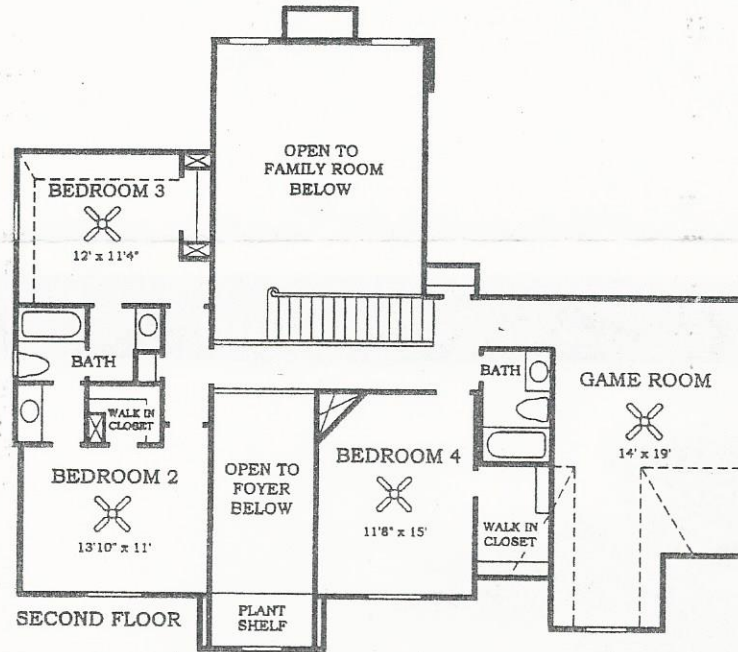 OPEN TO
FAMILY ROOM
BELOW
BEDROOM 3
12' x 11'4"
BATH
WALK IN
CLOSET
BATH
GAME ROOM
14' x 19'
BEDROOM 2
13'10" x 11'
OPEN TO
FOYER
BELOW
BEDROOM 4
11'8" x 15'
WALK IN
CLOSET
PLANT
SHELF
SECOND FLOOR